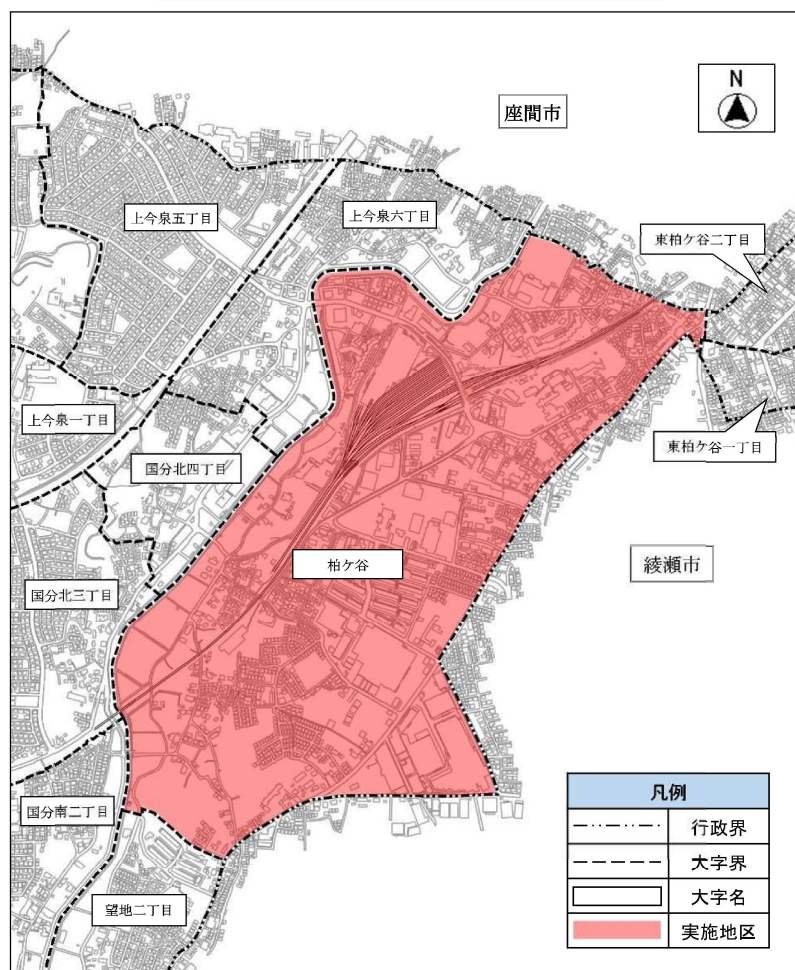 N
座間市
上今泉五丁目
上今泉六丁目
東柏ケ谷二丁目
上今泉一丁目
国分北四丁目
東柏ケ谷一丁目
柏ケ谷
綾瀬市
国分北三丁目
国分南二丁目
望地二丁目
凡例
行政界
大字界
大字名
実施地区